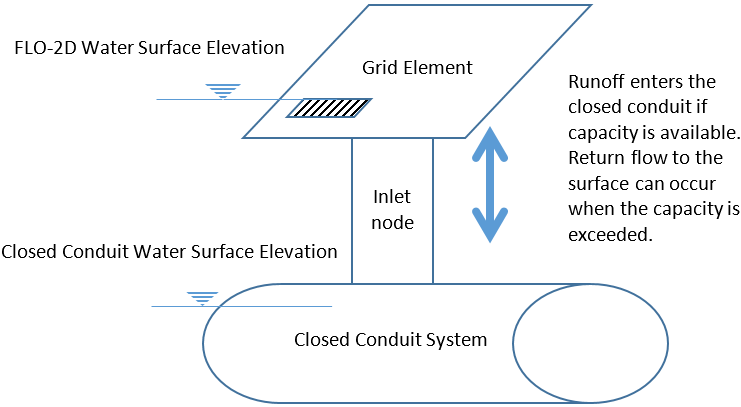 FLO-2D Water Surface Elevation
Grid Element
Runoff enters the
closed conduit if
capacity is available.
Return flow to the
surface can occur
when the capacity is
exceeded.
Inlet
node
Closed Conduit Water Surface Elevation
Closed Conduit System